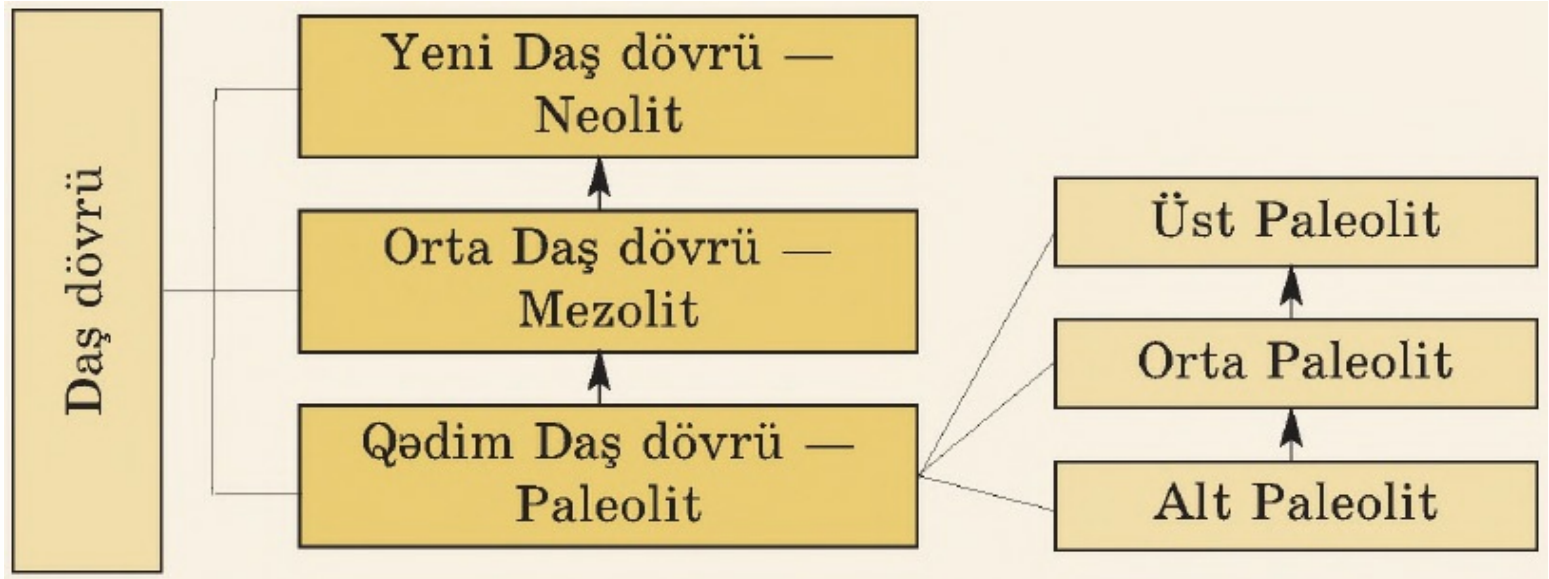 Daş dövrü
Yeni Daş dövrü —
Neolit
Orta Daş dövrü —
Mezolit
Qədim Daş dövrü —
Paleolit
Üst Paleolit
Orta Paleolit
Alt Paleolit